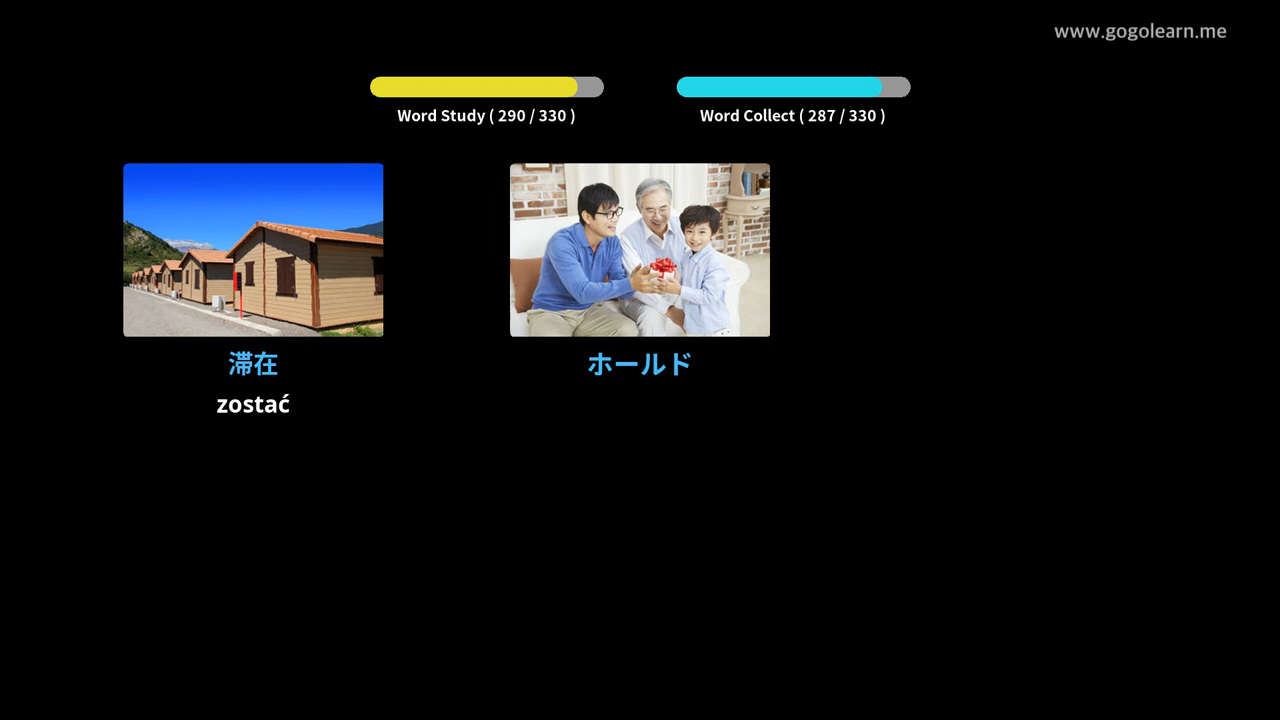 www.gogolearn.me
Word Study ( 290 / 330 )
Word Collect ( 287 / 330 )
滞在
ホールド
zostać